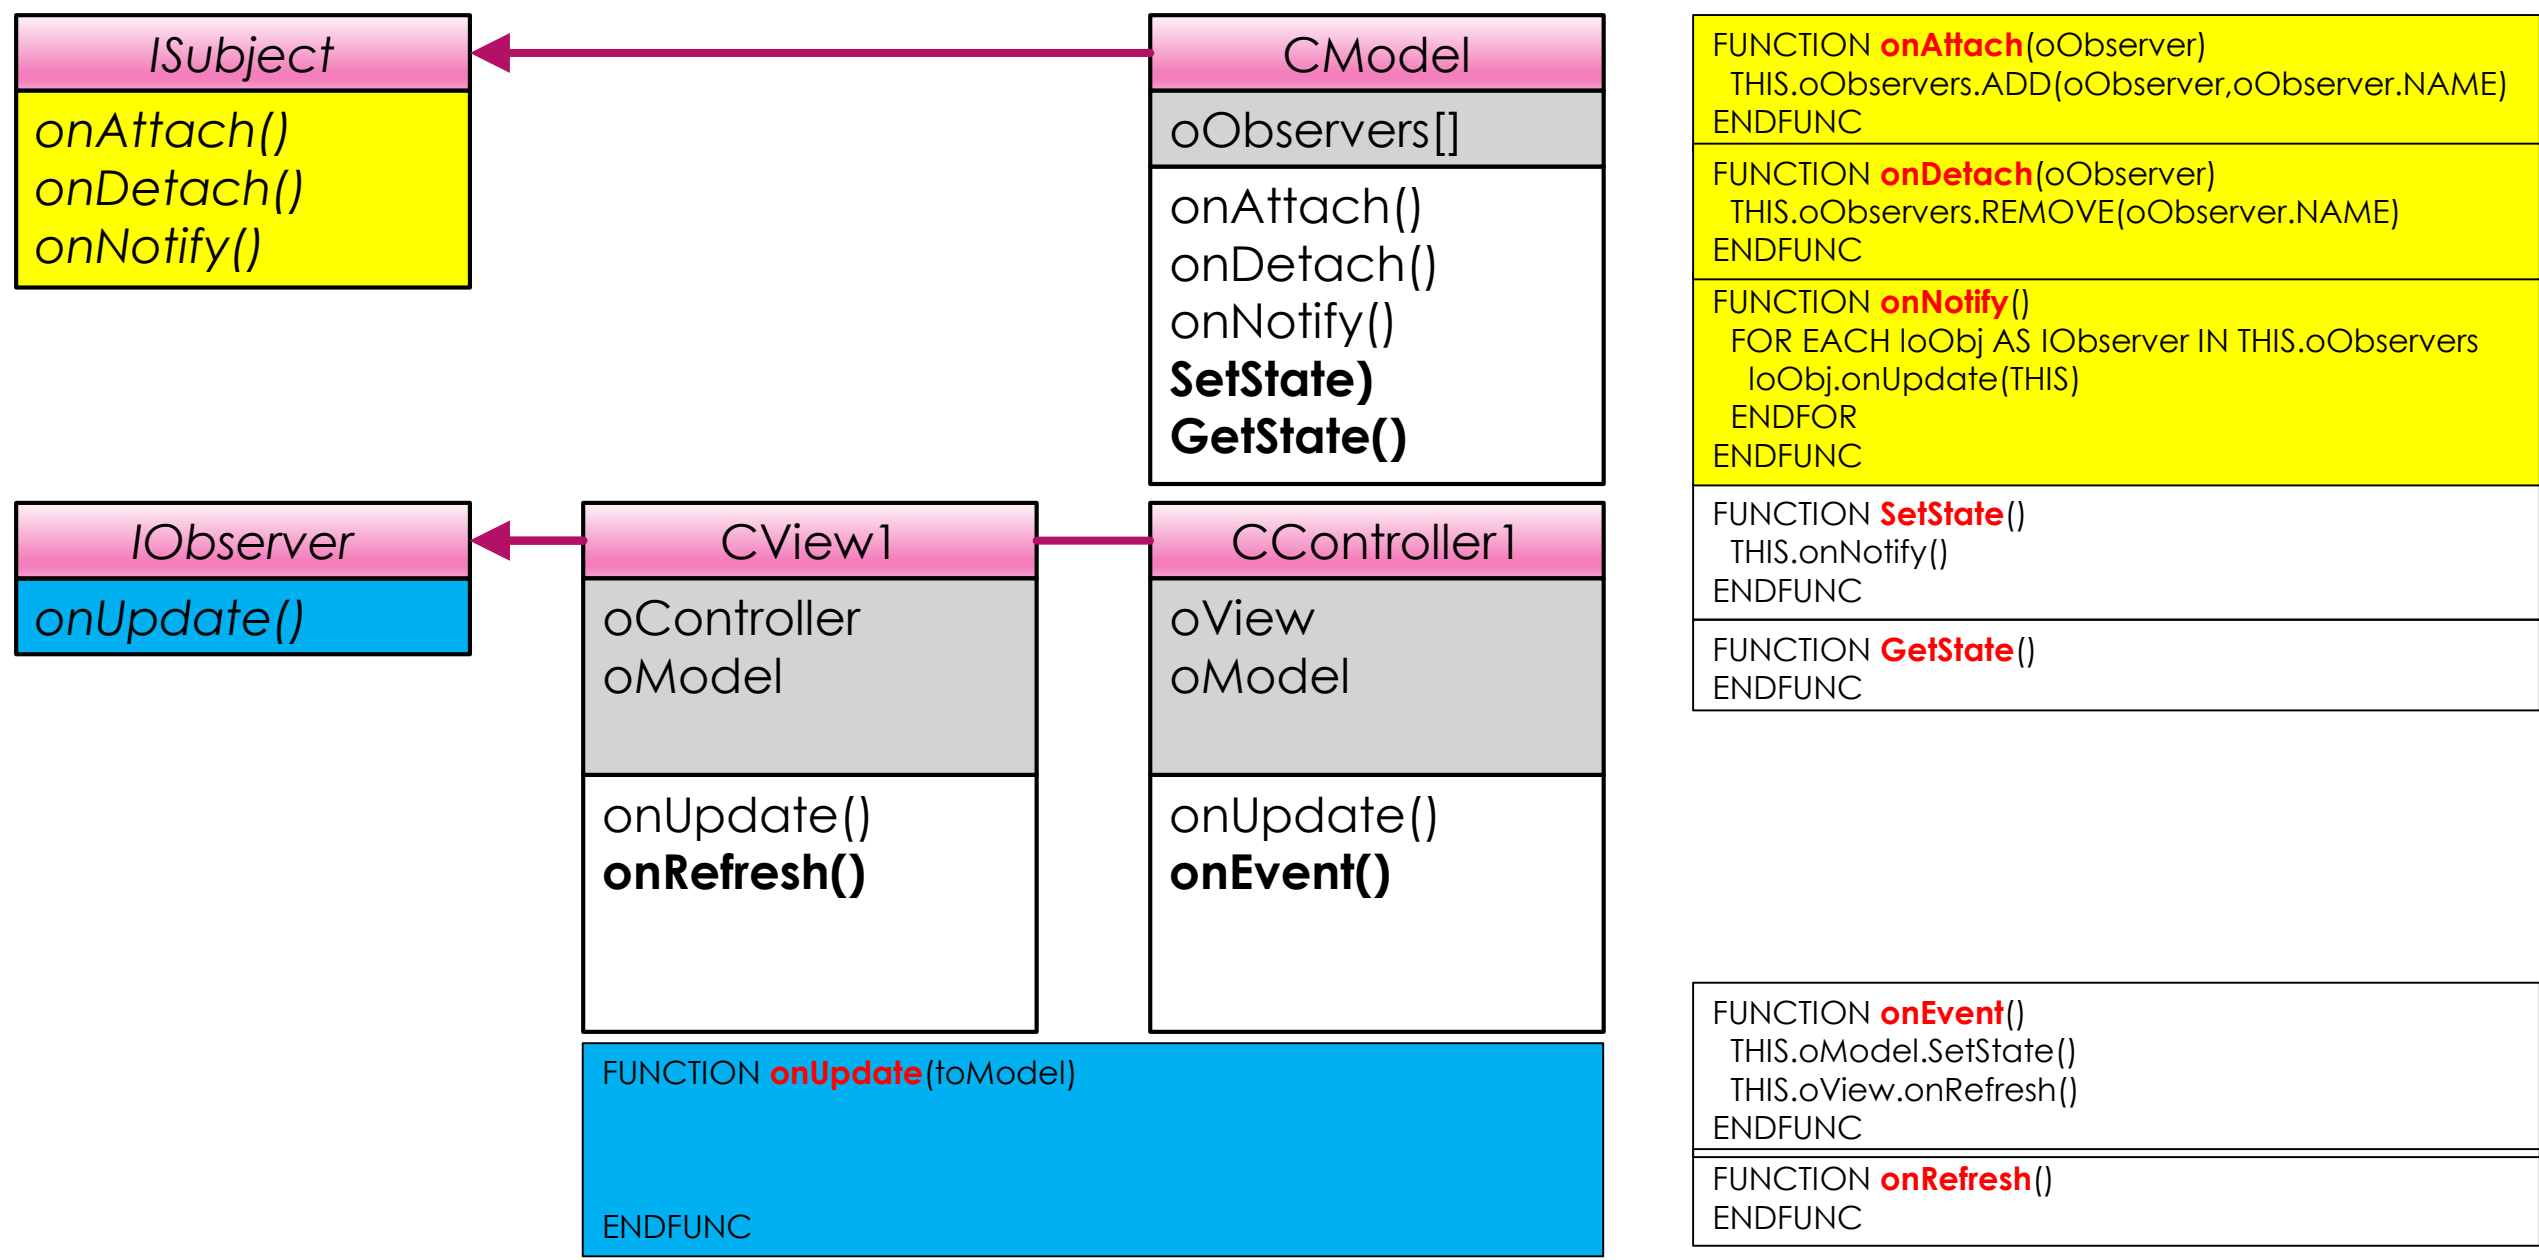 ISubject
onAttach()
onDetach()
onNotify()
CModel
oObservers[]
onAttach()
onDetach()
onNotify()
SetState)
GetState()
FUNCTION onAttach(oObserver)
THIS.oObservers.ADD(oObserver,oObserver.NAME)
ENDFUNC
FUNCTION onDetach(oObserver)
THIS.oObservers.REMOVE(oObserver.NAME)
ENDFUNC
FUNCTION onNotify()
FOR EACH loObj AS IObserver IN THIS.oObservers
loObj.onUpdate(THIS)
ENDFOR
ENDFUNC
FUNCTION SetState()
THIS.onNotify()
ENDFUNC
FUNCTION GetState()
ENDFUNC
IObserver
onUpdate()
CView1
oController
oModel
onUpdate()
onRefresh()
CController1
oView
oModel
onUpdate()
onEvent()
FUNCTION onUpdate(toModel)
ENDFUNC
FUNCTION onEvent()
THIS.oModel.SetState()
THIS.oView.onRefresh()
ENDFUNC
FUNCTION onRefresh()
ENDFUNC